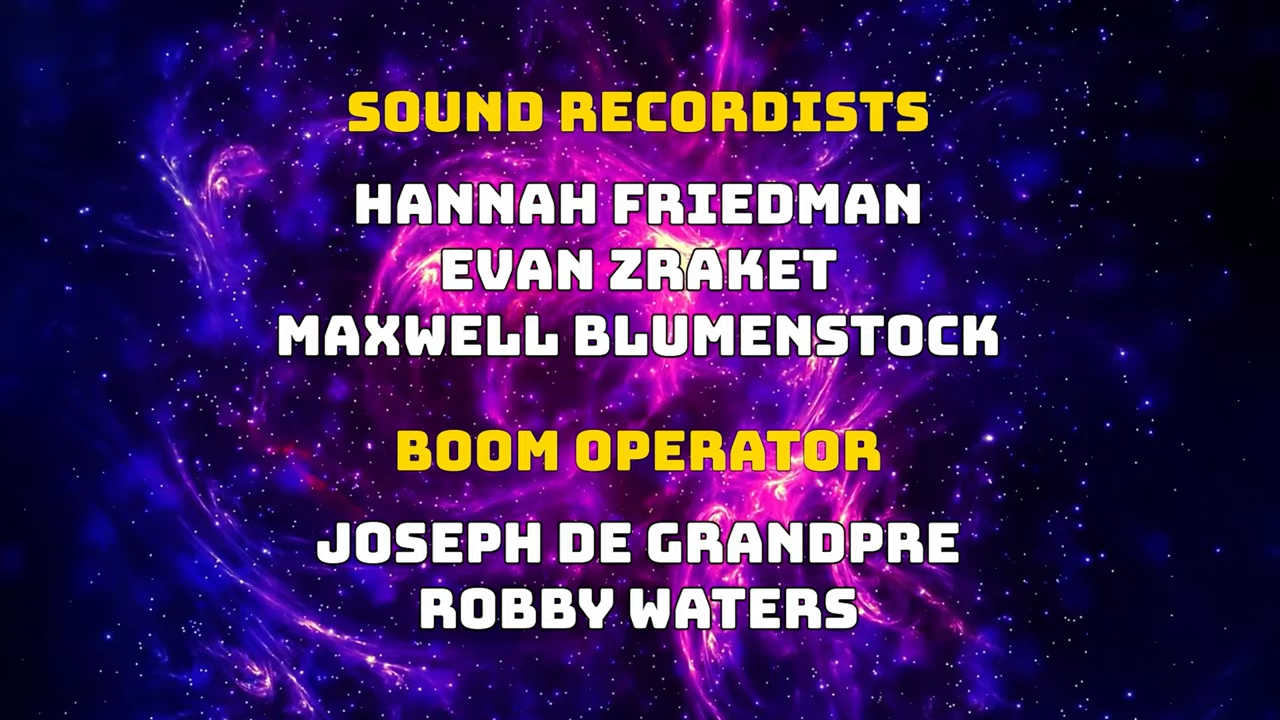 SOUND RECORDISTS
HANNAH FRIEDMAN
EVAN ZRAKET
MAXWELL BLUMENSTOCK
BOOM OPERATOR
JOSEPH DE GRANDPRE
ROBBY WATERS